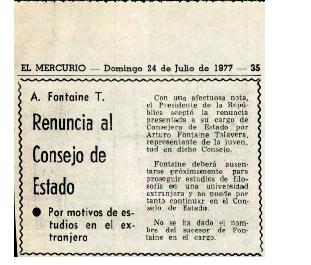 EL MERCURIO — Domingo 24 de Julio de 1977 — 35
A. Fontaine T.
Renuncia al
Consejo de
Estado
● Por motivos de es-
tudios en el ex-
tranjero
Con una afectuosa nota,
el Presidente de la Repú-
blica aceptó la renuncia
presentada a su cargo de
Consejero de Estado por
Arturo Fontaine Talavera,
representante de la juven-
tud en dicho Consejo.
Fontaine deberá ausen-
tarse próximamente para
proseguir estudios de filo-
sofía en una universidad
extranjera y no puede por
tanto continuar en el Con-
sejo de Estado.
No se ha dado el nom-
bre del sucesor de Fon-
taine en el cargo.